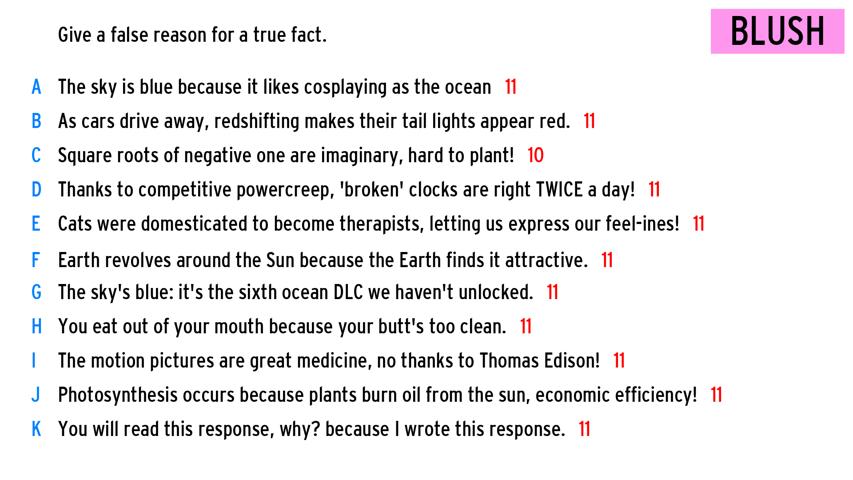 Give a false reason for a true fact.
BLUSH
A The sky is blue because it likes cosplaying as the ocean 11
B As cars drive away, redshifting makes their tail lights appear red. 11
C Square roots of negative one are imaginary, hard to plant! 10
D Thanks to competitive powercreep, 'broken' clocks are right TWICE a day! 11
E Cats were domesticated to become therapists, letting us express our feel-ines! 11
F Earth revolves around the Sun because the Earth finds it attractive. 11
G The sky's blue: it's the sixth ocean DLC we haven't unlocked. 11
H You eat out of your mouth because your butt's too clean. 11
I The motion pictures are great medicine, no thanks to Thomas Edison! 11
J Photosynthesis occurs because plants burn oil from the sun, economic efficiency! 11
K You will read this response, why? because I wrote this response. 11